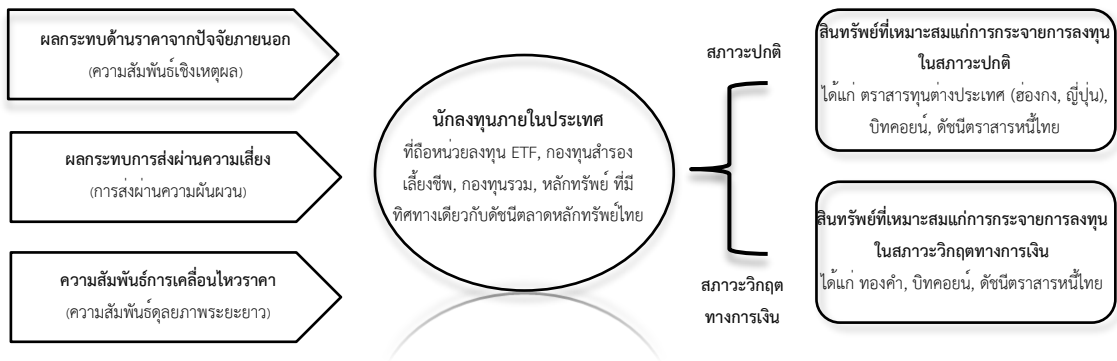 ผลกระทบด้านราคาจากปัจจัยภายนอก
(ความสัมพันธ์เชิงเหตุผล)
ผลกระทบการส่งผ่านความเสี่ยง
(การส่งผ่านความผันผวน)
ความสัมพันธ์การเคลื่อนไหวราคา
(ความสัมพันธ์ดุลยภาพระยะยาว)
นักลงทุนภายในประเทศ
ที่ถือหน่วยลงทุน ETF, กองทุนสำรอง
เลี้ยงชีพ, กองทุนรวม, หลักทรัพย์ ที่มี
ทิศทางเดียวกับดัชนีตลาดหลักทรัพย์ไทย
สภาวะปกติ
สภาวะวิกฤต
ทางการเงิน
สินทรัพย์ที่เหมาะสมแก่การกระจายการลงทุน
ในสภาวะปกติ
ได้แก่ ตราสารทุนต่างประเทศ (ฮ่องกง, ญี่ปุ่น),
บิทคอยน์, ดัชนีตราสารหนี้ไทย
สินทรัพย์ที่เหมาะสมแก่การกระจายการลงทุน
ในสภาวะวิกฤตทางการเงิน
ได้แก่ ทองคำ, บิทคอยน์, ดัชนีตราสารหนี้ไทย